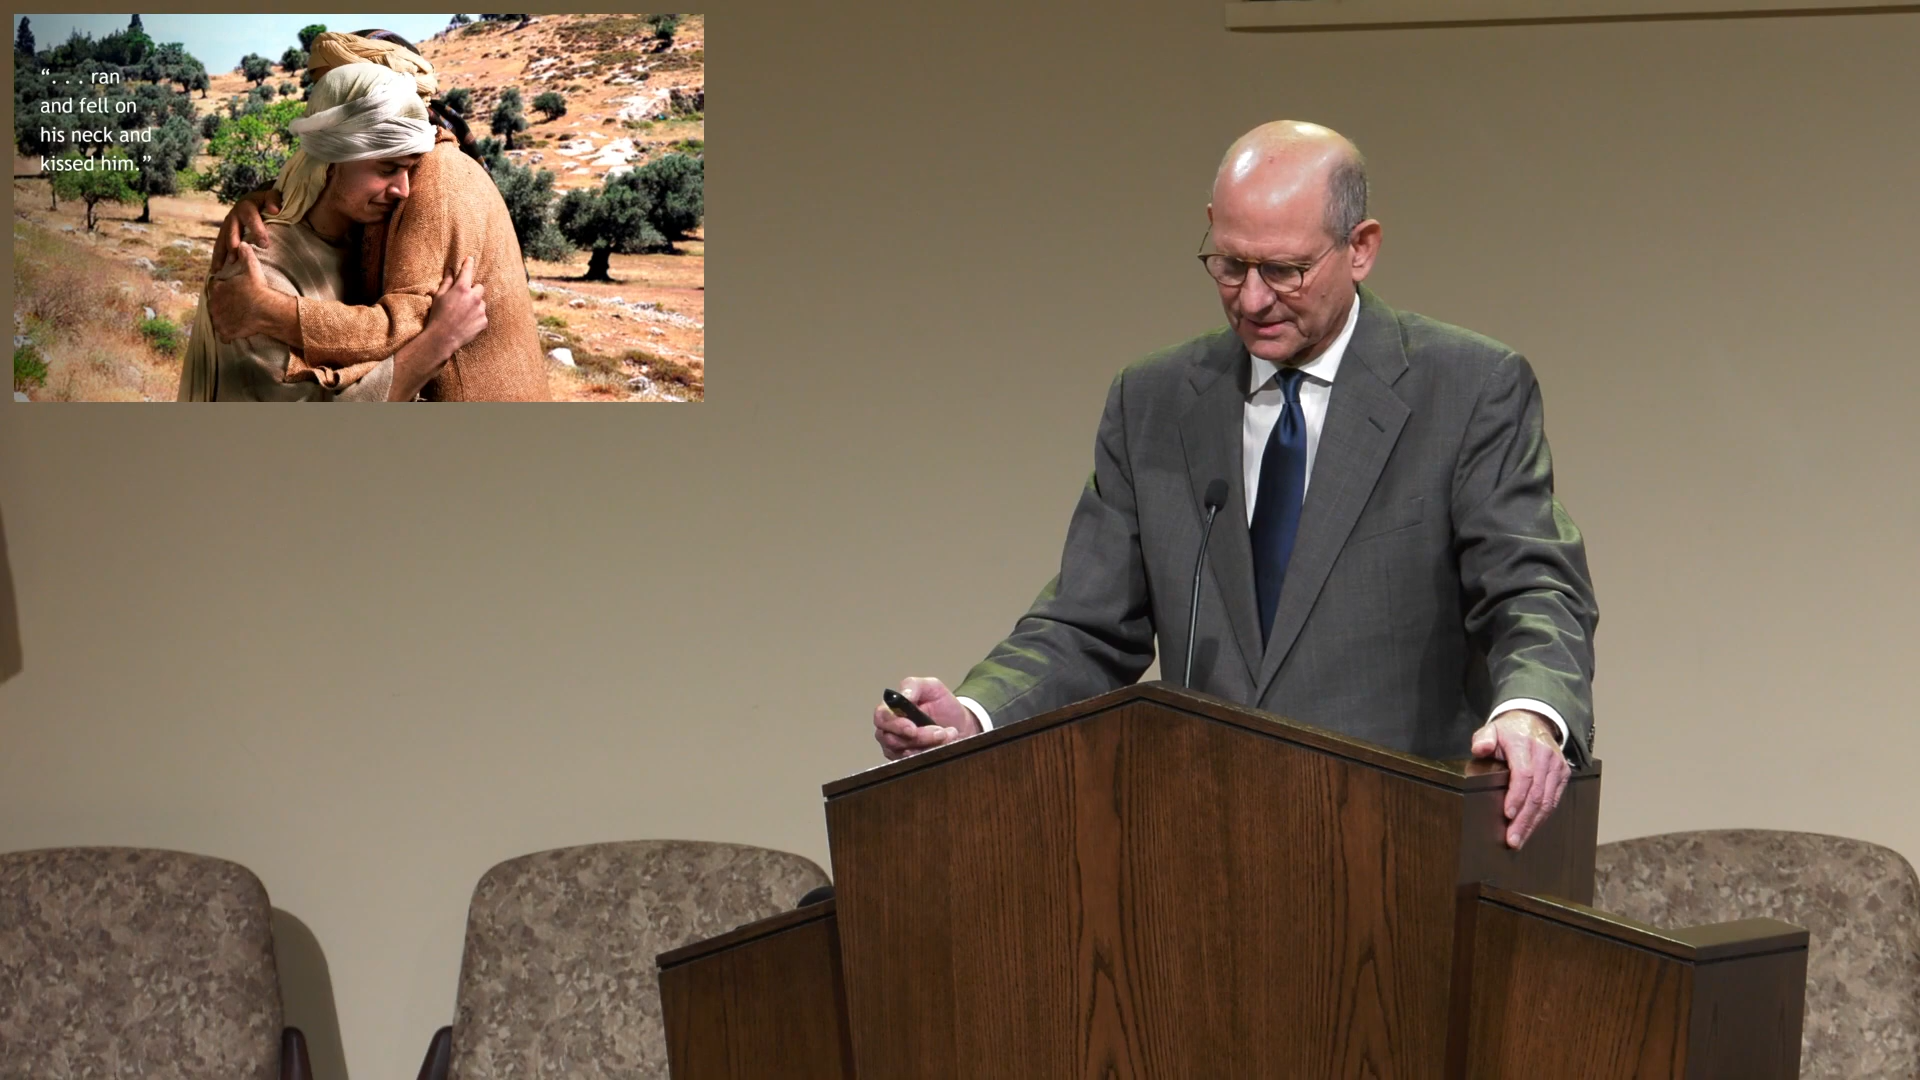 “. . . ran
and fell on
his neck and
kissed him.”